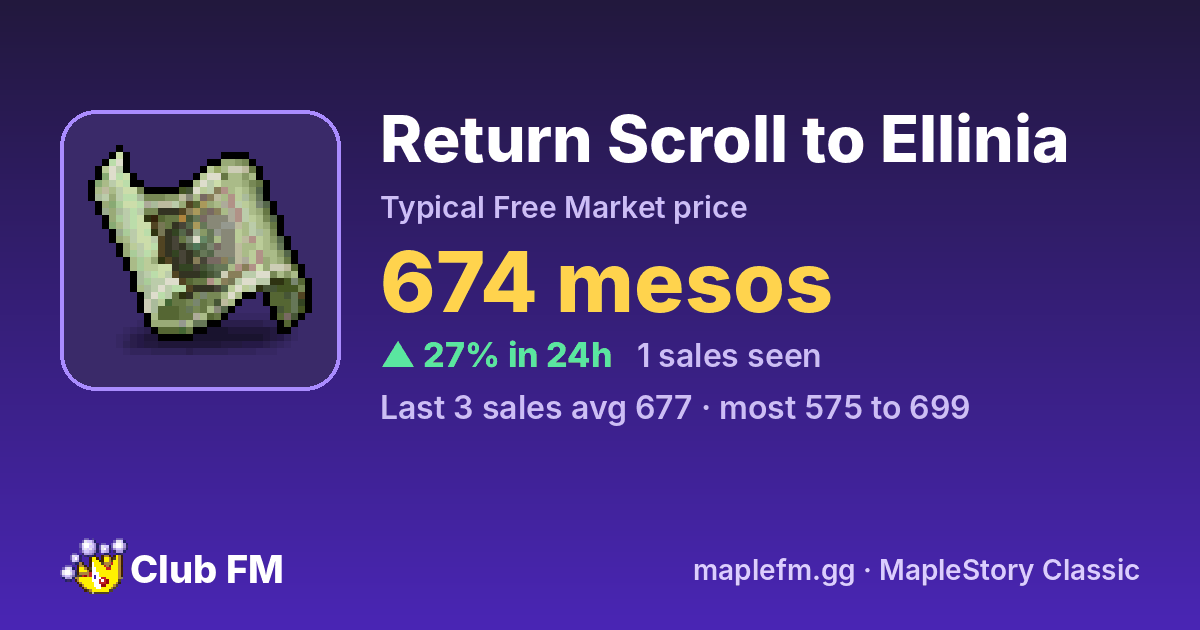 Return Scroll to Ellinia
Typical Free Market price
674 mesos
▲ 27% in 24h 1 sales seen
Last 3 sales avg 677 · most 575 to 699
Club FM
maplefm.gg · MapleStory Classic